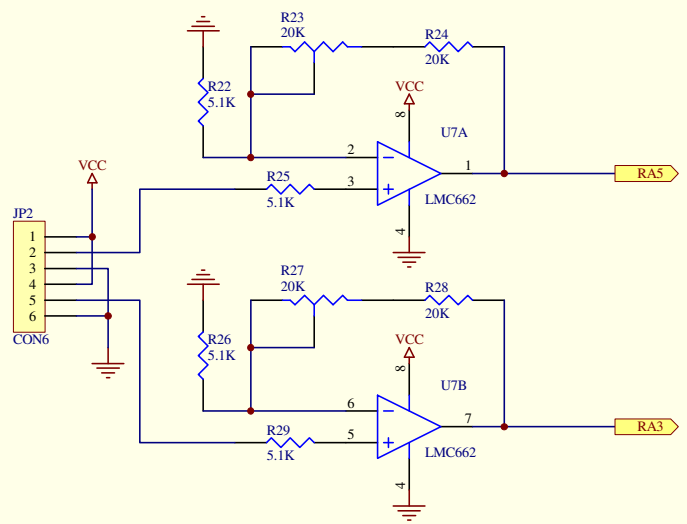 R23
20K
R24
20K
R22
5.1K
VCC
8
U7A
2
1
RA5
VCC
R25
5.1K
3
LMC662
4
JP2
1
2
3
4
5
6
CON6
R27
20K
R28
20K
R26
5.1K
VCC
8
U7B
6
7
RA3
R29
5.1K
5
LMC662
4